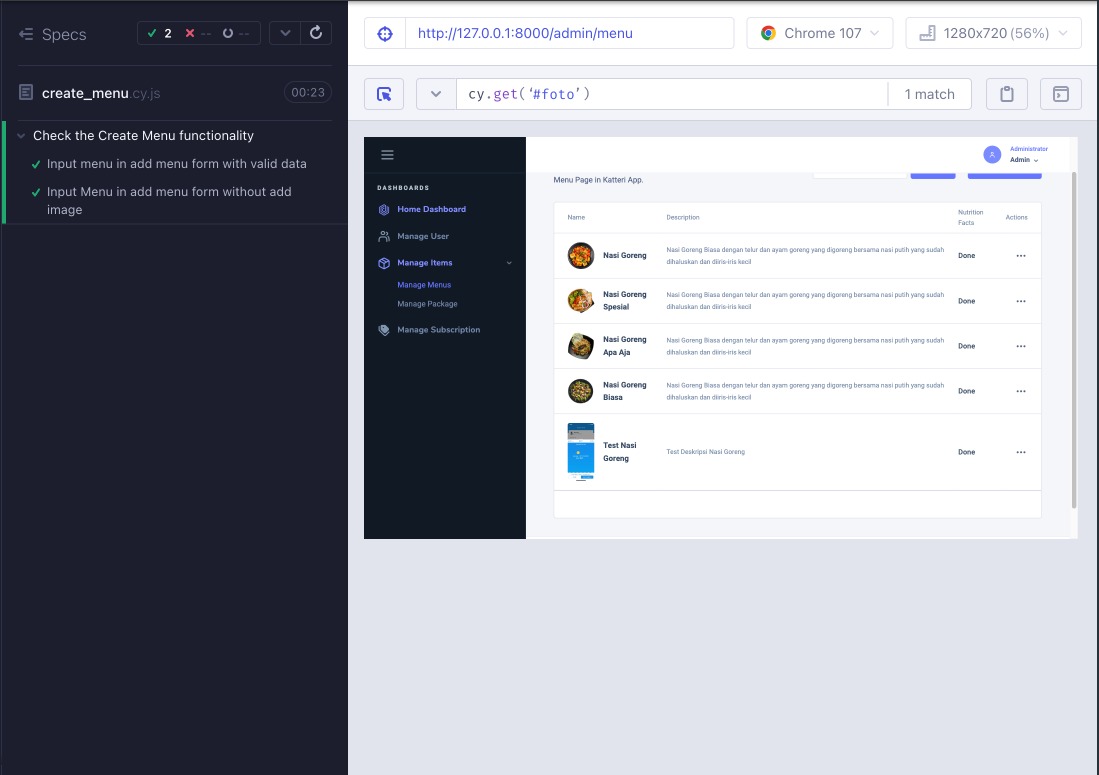 Specs
2 -- --
http://127.0.0.1:8000/admin/menu
Chrome 107
1280x720 (56%)
create_menu.cy.js
00:23
cy.get('#foto')
1 match
Check the Create Menu functionality
Input menu in add menu form with valid data
Input Menu in add menu form without add
image
DASHBOARDS
Home Dashboard
Manage User
Manage Items
Manage Menus
Manage Package
Manage Subscription
Administrator
Admin
Menu Page in Katteri App.
Name
Description
Nutrition
Facts
Actions
Nasi Goreng
Nasi Goreng Biasa dengan telur dan ayam goreng yang digoreng bersama nasi putih yang sudah
dihaluskan dan diiris-iris kecil
Done
Nasi Goreng
Spesial
Nasi Goreng Biasa dengan telur dan ayam goreng yang digoreng bersama nasi putih yang sudah
dihaluskan dan diiris-iris kecil
Done
Nasi Goreng
Apa Aja
Nasi Goreng Biasa dengan telur dan ayam goreng yang digoreng bersama nasi putih yang sudah
dihaluskan dan diiris-iris kecil
Done
Nasi Goreng
Biasa
Nasi Goreng Biasa dengan telur dan ayam goreng yang digoreng bersama nasi putih yang sudah
dihaluskan dan diiris-iris kecil
Done
Test Nasi
Goreng
Test Deskripsi Nasi Goreng
Done